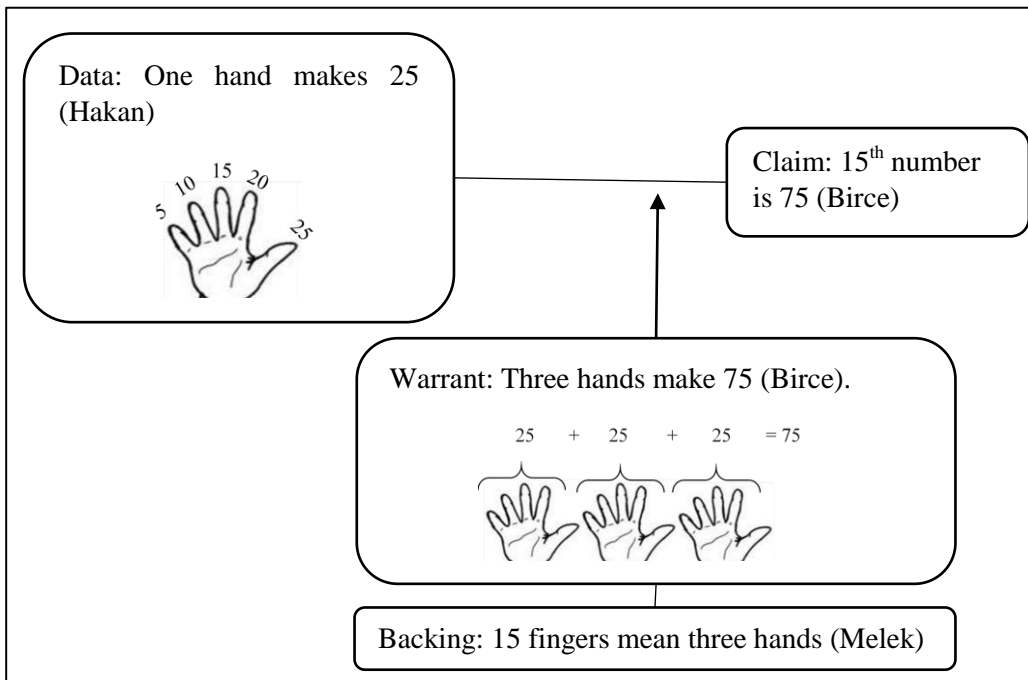 Data: One hand makes 25
(Hakan)
5 10 15 20 25
Claim: 15th number
is 75 (Birce)
Warrant: Three hands make 75 (Birce).
25 + 25 + 25 = 75
Backing: 15 fingers mean three hands (Melek)